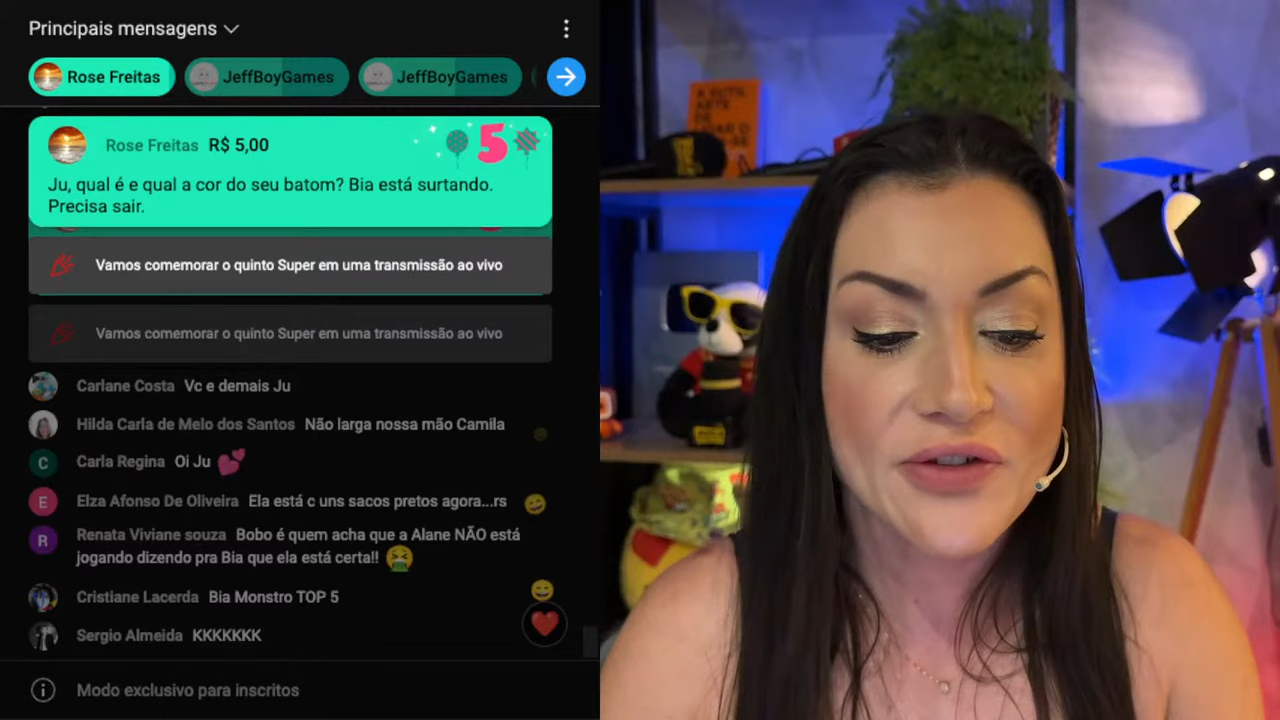 Principais mensagens
Rose Freitas
JeffBoyGames
JeffBoyGames
Rose Freitas R$ 5,00
5
Ju, qual é e qual a cor do seu batom? Bia está surtando.
Precisa sair.
Vamos comemorar o quinto Super em uma transmissão ao vivo
Vamos comemorar o quinto Super em uma transmissão ao vivo
Carlane Costa Vc e demais Ju
Hilda Carla de Melo dos Santos Não larga nossa mão Camila
C
Carla Regina Oi Ju
E
Elza Afonso De Oliveira Ela está c uns sacos pretos agora...rs
R
Renata Viviane souza Bobo é quem acha que a Alane NÃO está
jogando dizendo pra Bia que ela está certa!!
Cristiane Lacerda Bia Monstro TOP 5
Sergio Almeida KKKKKKK
Modo exclusivo para inscritos
A SUTIL
ARTE
DE